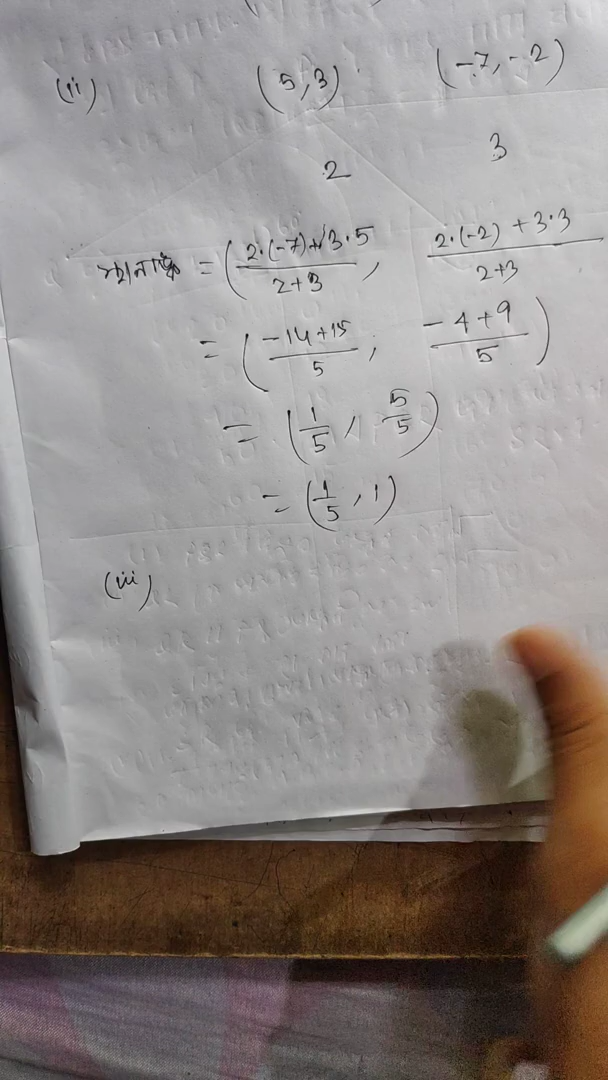 (ii) (5,3) (-7,-2)
2 3
স্থানাঙ্ক = (2·(-7)+3·5/2+3, 2·(-2)+3·3/2+3
= (-14+15/5, -4+9/5)
= (1/5, 5/5)
= (1/5, 1)
(iii)